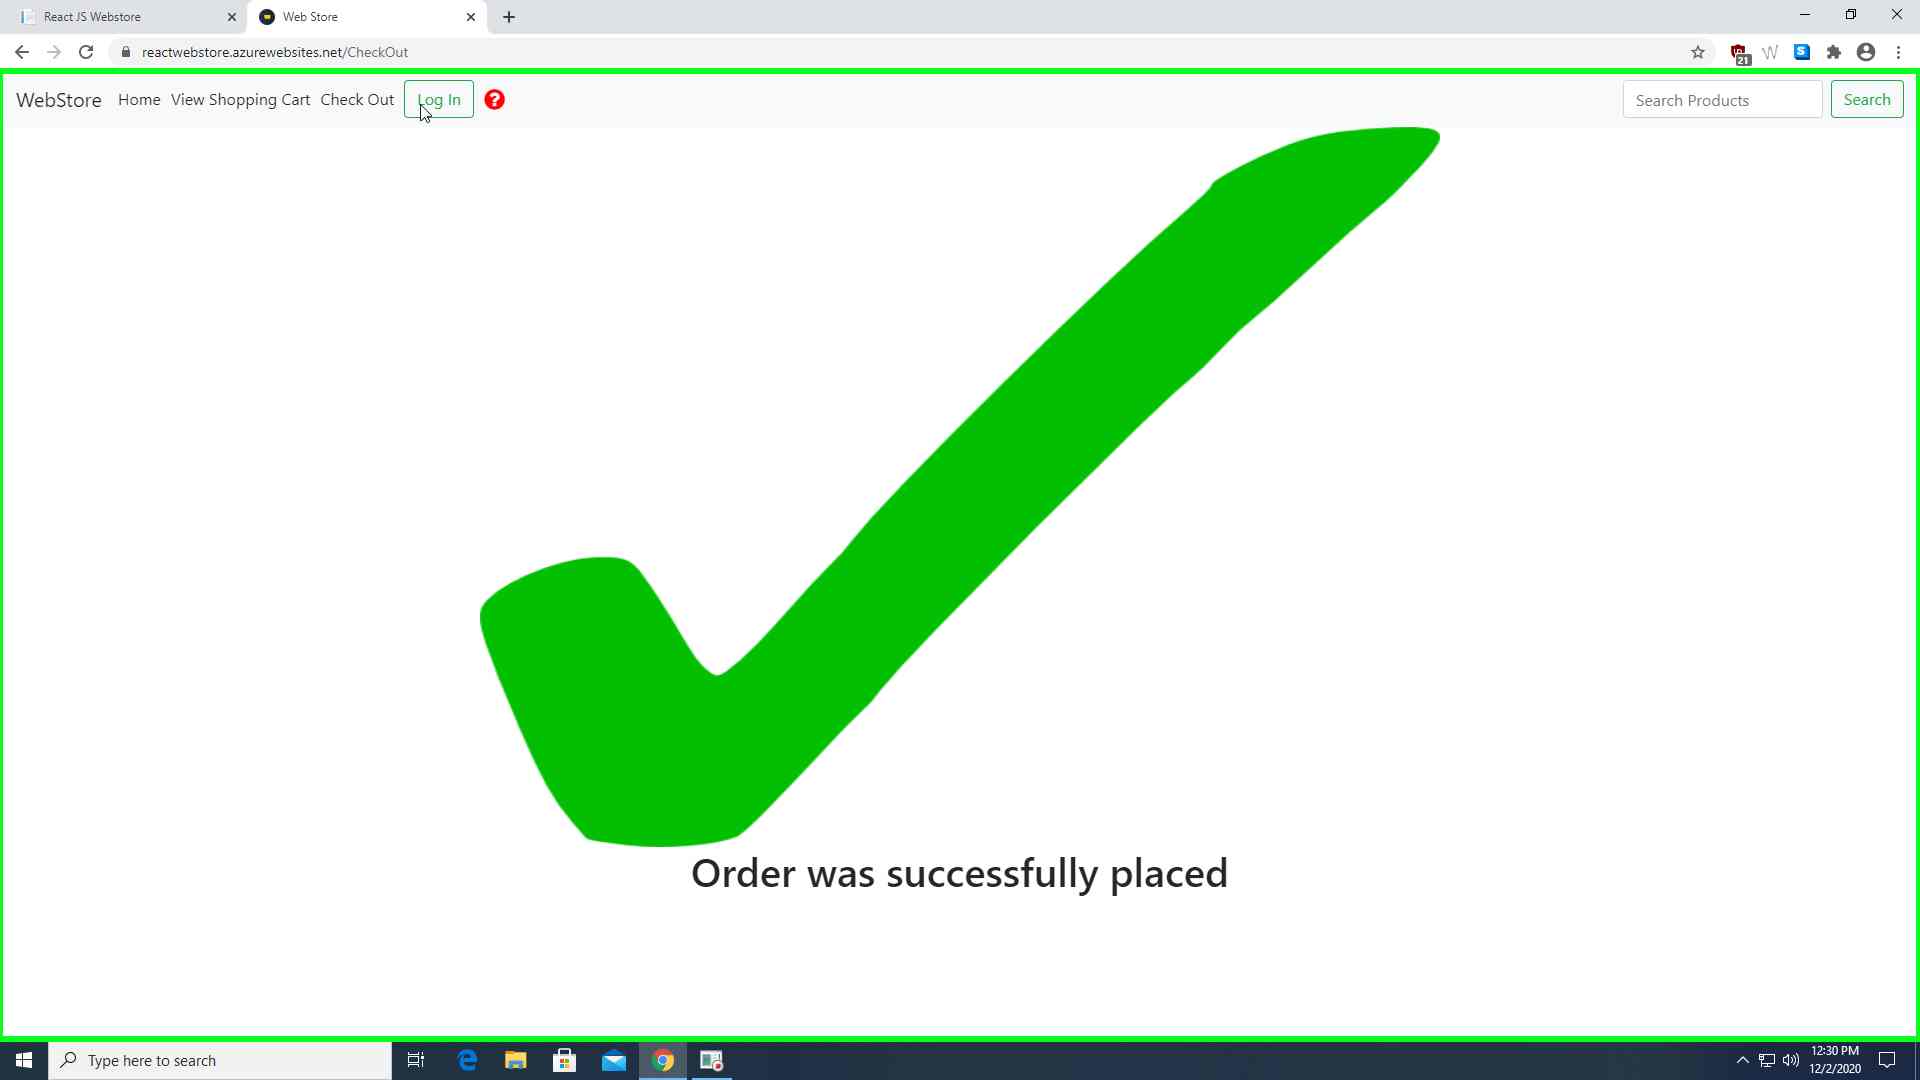 React JS Webstore
Web Store
reactwebstore.azurewebsites.net/CheckOut
21
WebStore Home View Shopping Cart Check Out Log In ?
Search Products Search
Order was successfully placed
Type here to search
12:30 PM
12/2/2020